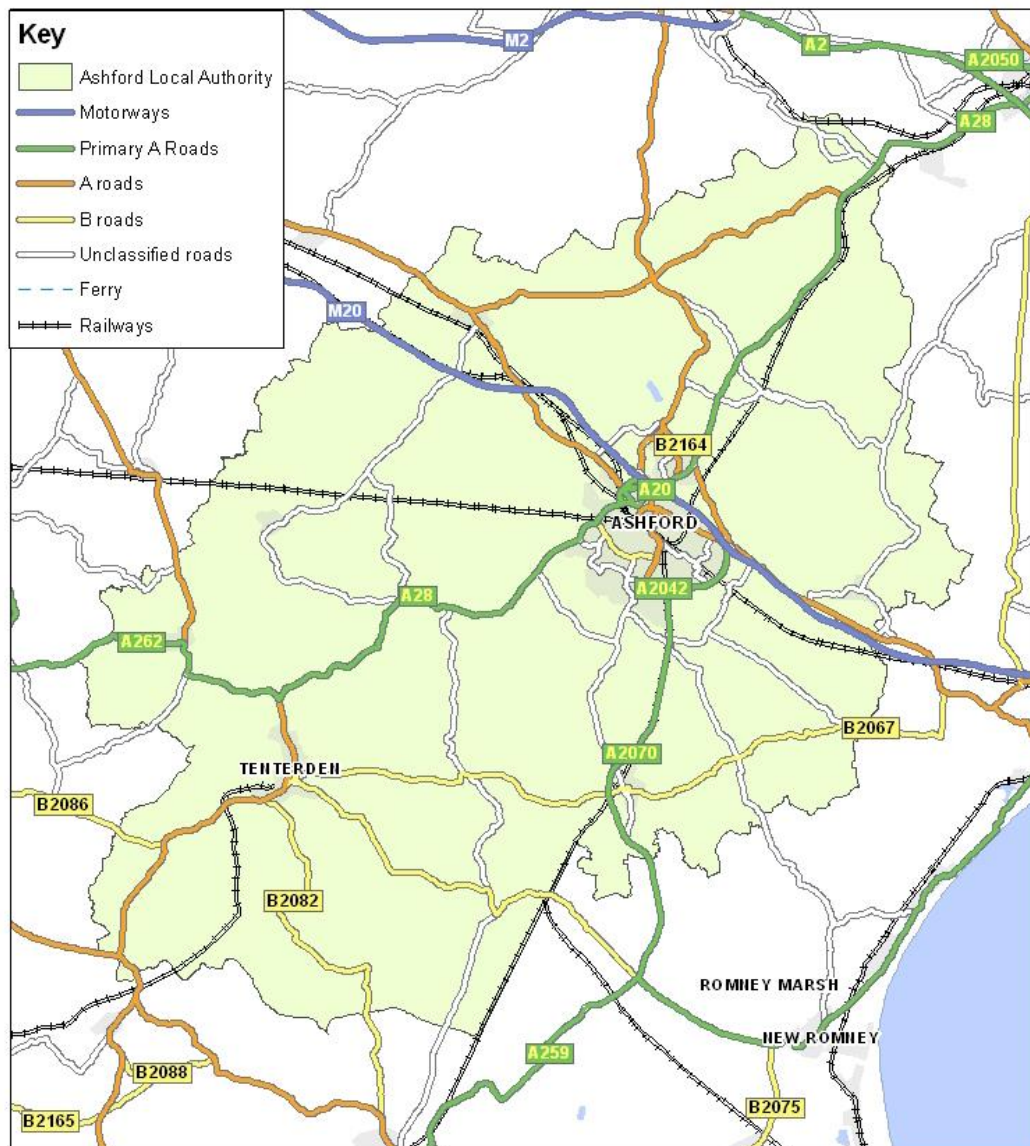 Key
Ashford Local Authority
Motorways
Primary A Roads
A roads
B roads
Unclassified roads
Ferry
Railways
M2
A2
A2050
A28
M20
B2164
A20
ASHFORD
A28
A2042
A262
B2067
A2070
TENTERDEN
B2086
B2082
ROMNEY MARSH
NEW ROMNEY
A259
B2088
B2075
B2165